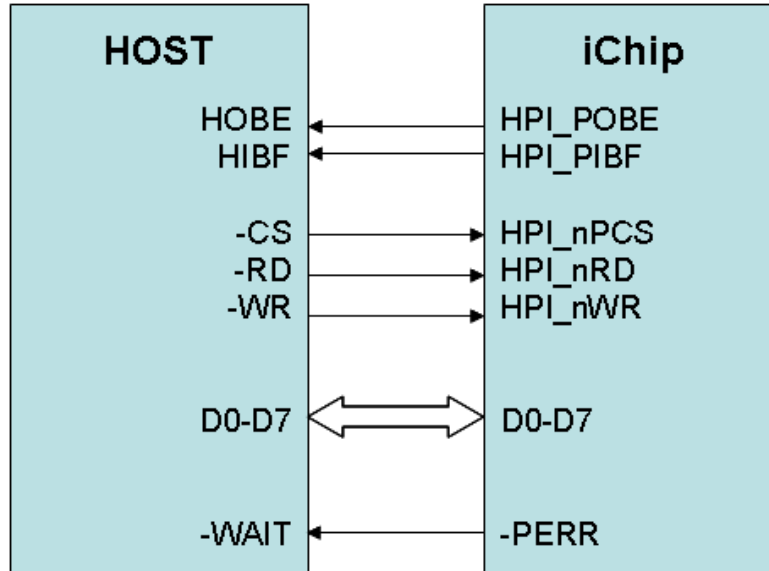 HOST iChip
HOBE HPI_POBE
HIBF HPI_PIBF
-CS HPI_nPCS
-RD HPI_nRD
-WR HPI_nWR
D0-D7 D0-D7
-WAIT -PERR